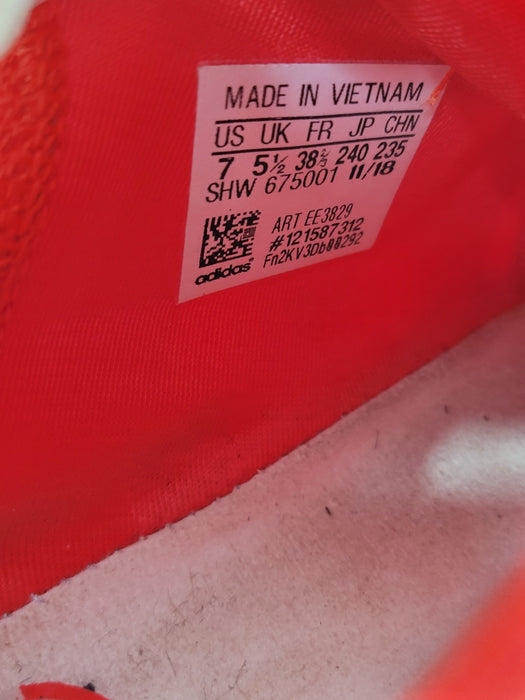 MADE IN VIETNAM
US UK FR JP CHN
7 5½ 38⅔ 240 235
SHW 675001 11/18
ART EE3829
#121587312
Fn2KV3Db00292
adidas